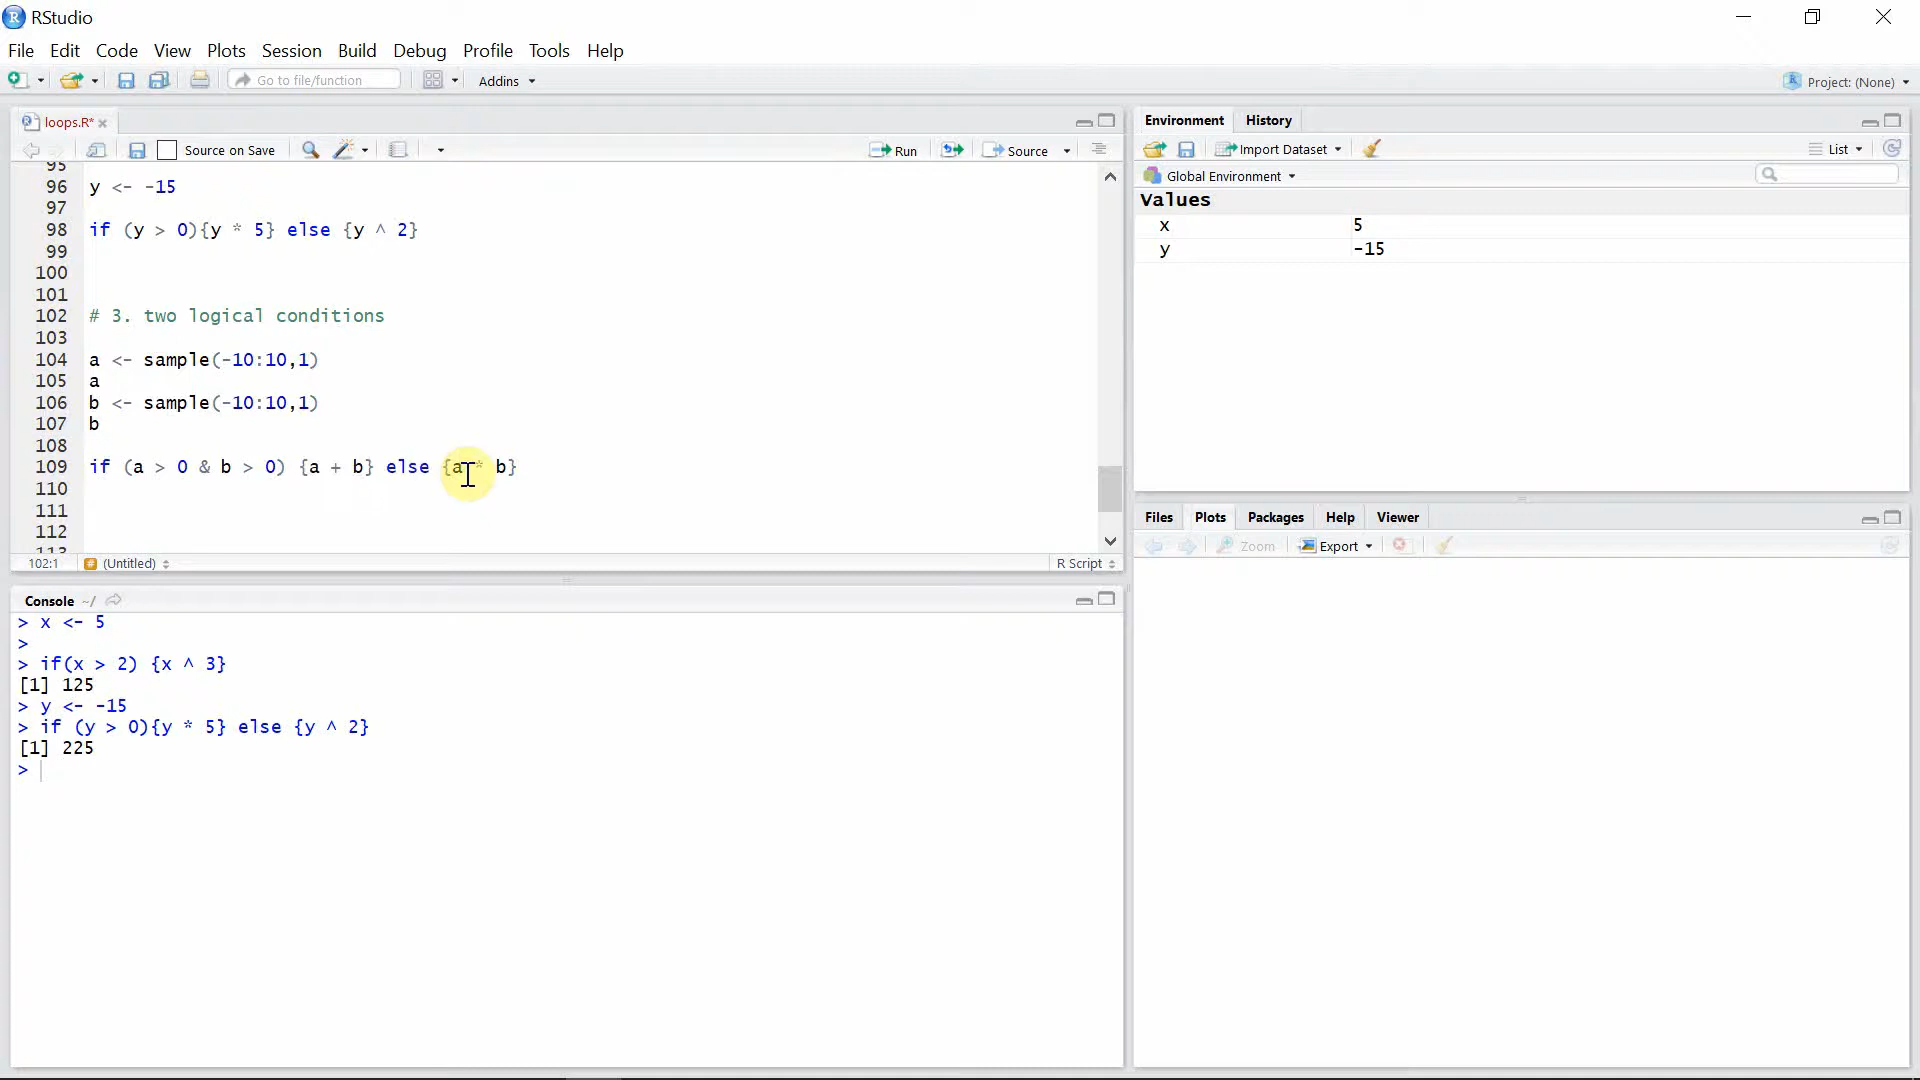 RStudio
File Edit Code View Plots Session Build Debug Profile Tools Help
Go to file/function Addins Project: (None)
loops.R*
Source on Save Run Source
95
96 y <- -15
97
98 if (y > 0){y * 5} else {y ^ 2}
99
100
101
102 # 3. two logical conditions
103
104 a <- sample(-10:10,1)
105 a
106 b <- sample(-10:10,1)
107 b
108
109 if (a > 0 & b > 0) {a + b} else {a * b}
110
111
112
113
102:1 # (Untitled) R Script
Console ~/
> x <- 5
>
> if(x > 2) {x ^ 3}
[1] 125
> y <- -15
> if (y > 0){y * 5} else {y ^ 2}
[1] 225
>
Environment History
Import Dataset List
Global Environment
Values
x 5
y -15
Files Plots Packages Help Viewer
Zoom Export